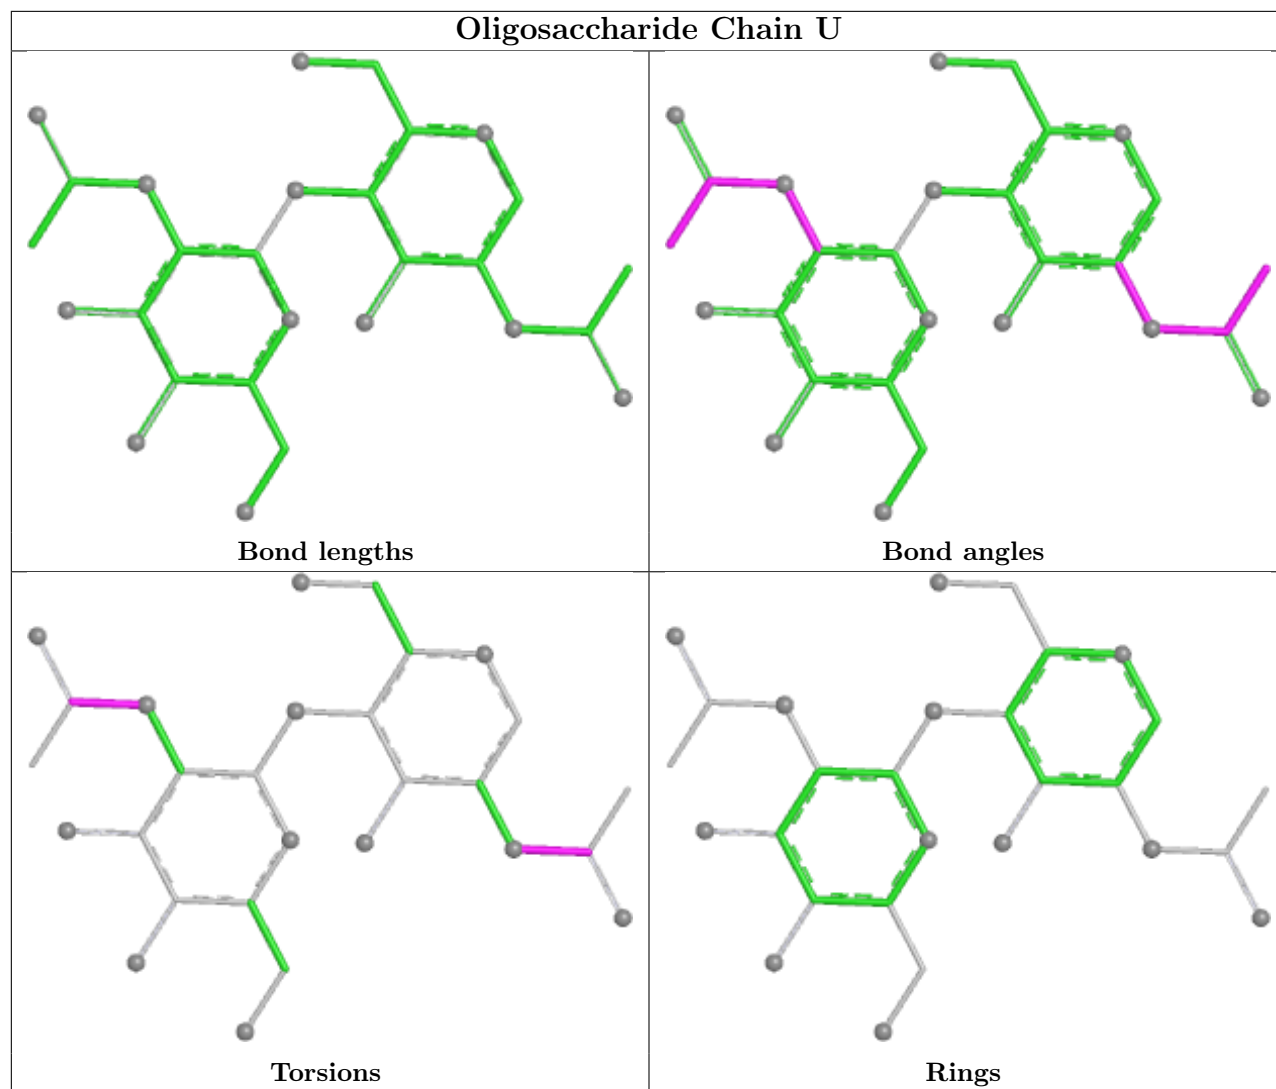 Oligosaccharide Chain U
Bond lengths
Bond angles
Torsions
Rings